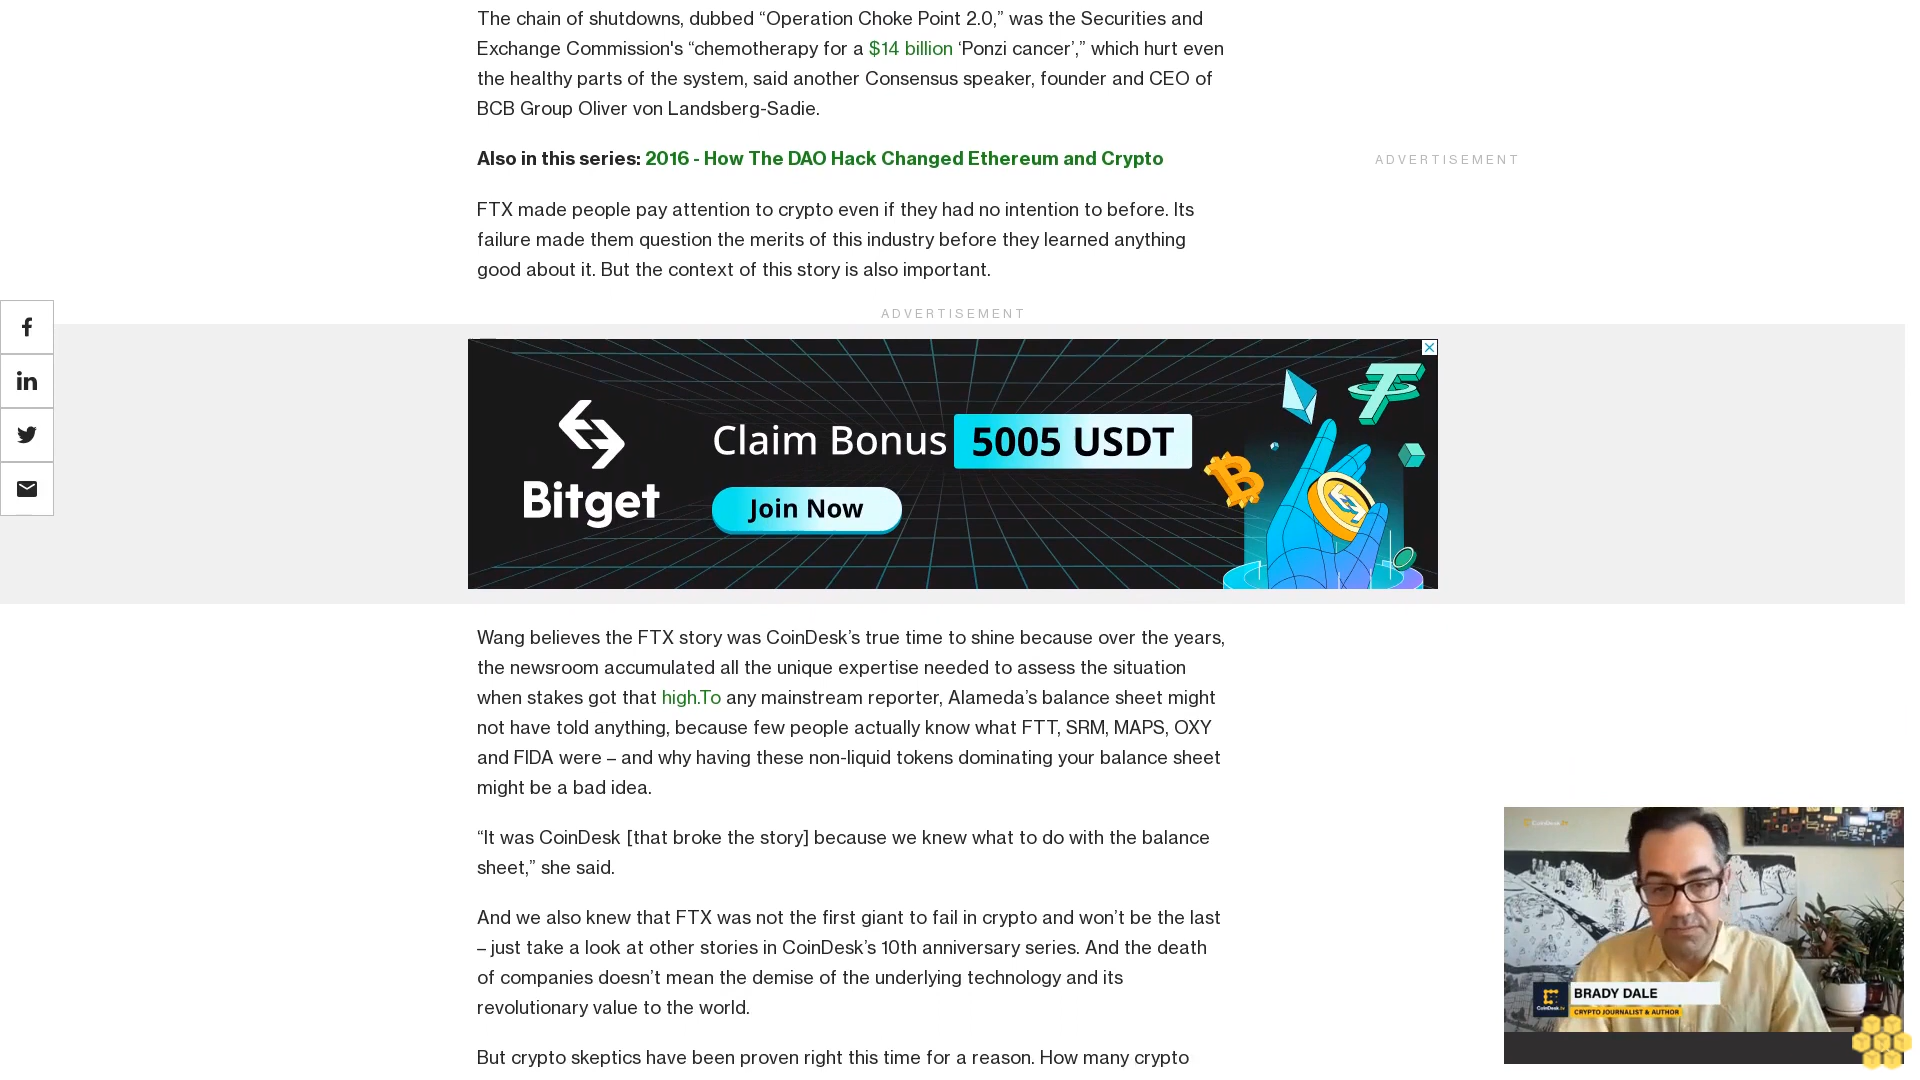 The chain of shutdowns, dubbed “Operation Choke Point 2.0,” was the Securities and
Exchange Commission's “chemotherapy for a $14 billion ‘Ponzi cancer’,” which hurt even
the healthy parts of the system, said another Consensus speaker, founder and CEO of
BCB Group Oliver von Landsberg-Sadie.
Also in this series: 2016 - How The DAO Hack Changed Ethereum and Crypto
ADVERTISEMENT
FTX made people pay attention to crypto even if they had no intention to before. Its
failure made them question the merits of this industry before they learned anything
good about it. But the context of this story is also important.
ADVERTISEMENT
Bitget
Claim Bonus 5005 USDT
Join Now
Wang believes the FTX story was CoinDesk’s true time to shine because over the years,
the newsroom accumulated all the unique expertise needed to assess the situation
when stakes got that high.To any mainstream reporter, Alameda’s balance sheet might
not have told anything, because few people actually know what FTT, SRM, MAPS, OXY
and FIDA were – and why having these non-liquid tokens dominating your balance sheet
might be a bad idea.
“It was CoinDesk [that broke the story] because we knew what to do with the balance
sheet,” she said.
And we also knew that FTX was not the first giant to fail in crypto and won’t be the last
– just take a look at other stories in CoinDesk’s 10th anniversary series. And the death
of companies doesn’t mean the demise of the underlying technology and its
revolutionary value to the world.
But crypto skeptics have been proven right this time for a reason. How many crypto
CoinDesk tv
BRADY DALE
CoinDesk.tv
CRYPTO JOURNALIST & AUTHOR